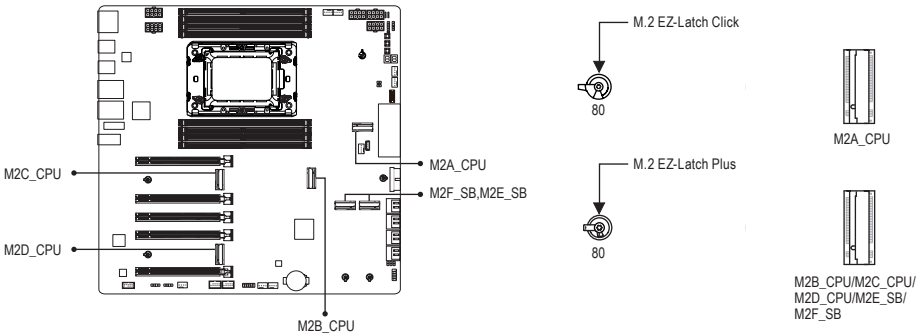 M2C_CPU
M2D_CPU
M2B_CPU
M2A_CPU
M2F_SB,M2E_SB
M.2 EZ-Latch Click
80
M.2 EZ-Latch Plus
80
M2A_CPU
M2B_CPU/M2C_CPU/
M2D_CPU/M2E_SB/
M2F_SB